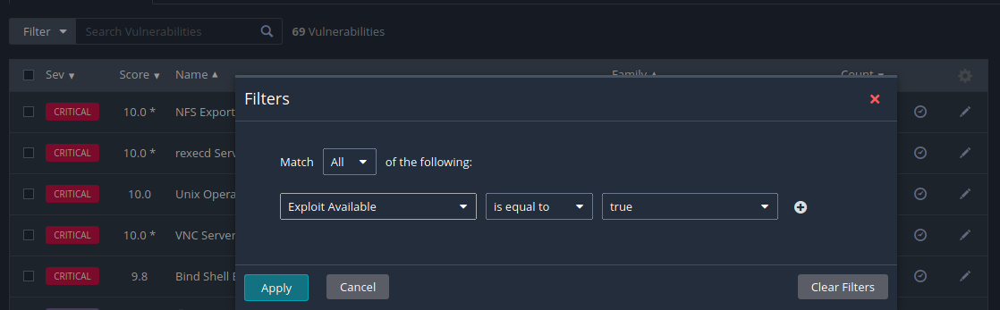 Filter
Search Vulnerabilities
69 Vulnerabilities
Sev Score Name Family Count
CRITICAL 10.0 * NFS Export
CRITICAL 10.0 * rexecd Serv
CRITICAL 10.0 Unix Opera
CRITICAL 10.0 * VNC Server
CRITICAL 9.8 Bind Shell
Filters
Match All of the following:
Exploit Available is equal to true
Apply Cancel Clear Filters